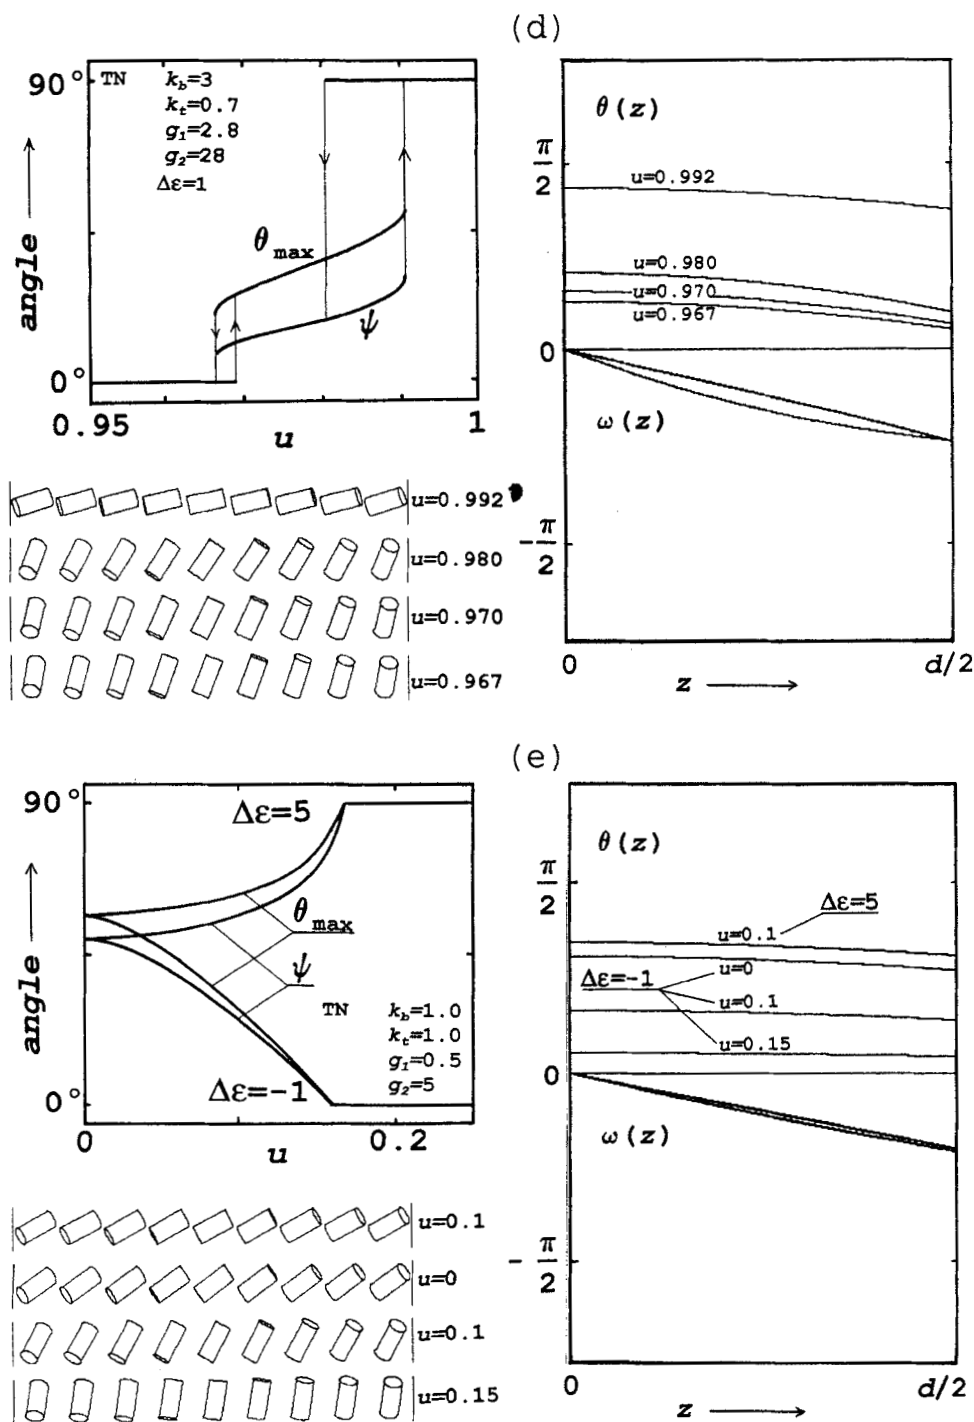 (d)
90° TN
k_b=3
k_t=0.7
g_1=2.8
g_2=28
Δε=1
θ_max
ψ
angle
0°
0.95 u 1
u=0.992
u=0.980
u=0.970
u=0.967
θ(z)
π/2
u=0.992
u=0.980
u=0.970
u=0.967
0
ω(z)
-π/2
0 z d/2
(e)
90°
Δε=5
θ_max
ψ
angle
TN
k_b=1.0
k_t=1.0
g_1=0.5
g_2=5
Δε=-1
0°
0 u 0.2
u=0.1
u=0
u=0.1
u=0.15
θ(z)
π/2
Δε=5
u=0.1
Δε=-1
u=0
u=0.1
u=0.15
0
ω(z)
-π/2
0 z d/2